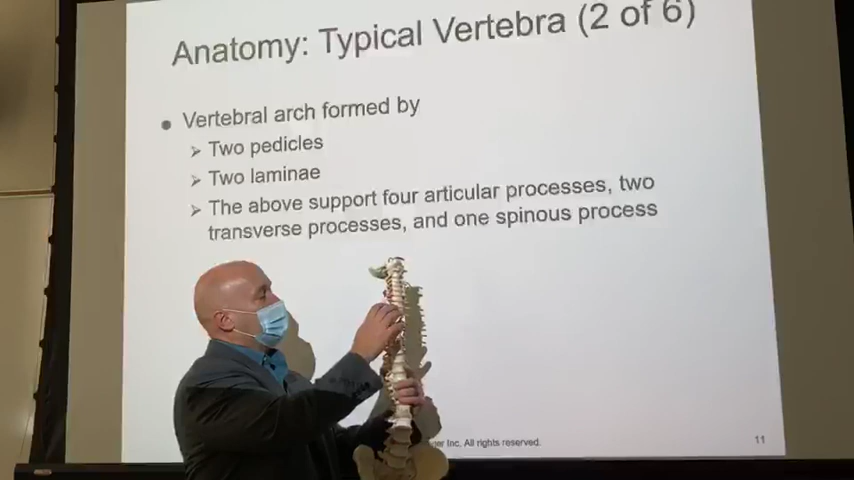 Anatomy: Typical Vertebra (2 of 6)
Vertebral arch formed by
Two pedicles
Two laminae
The above support four articular processes, two
transverse processes, and one spinous process
Inc. All rights reserved.
11